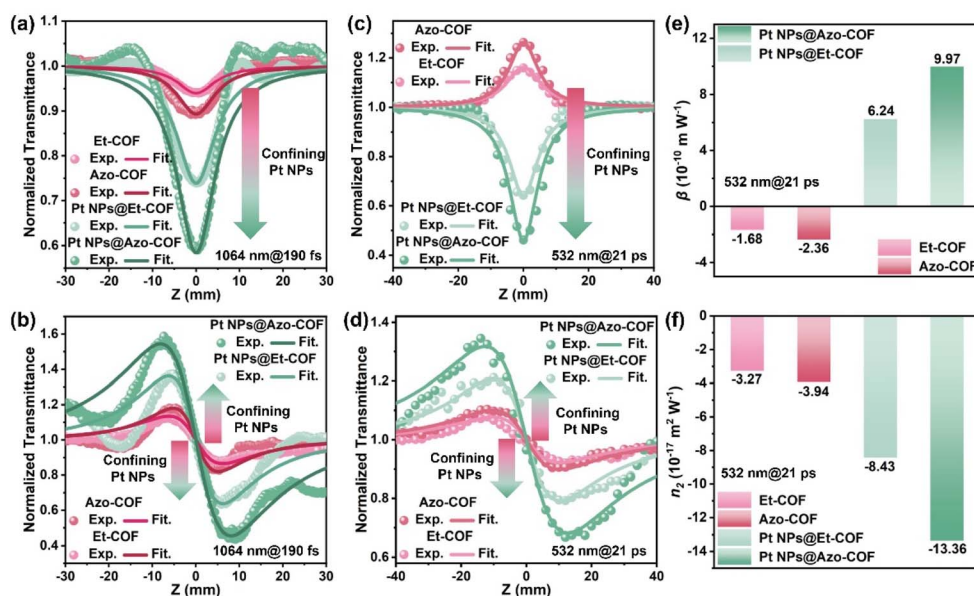 (a)
Normalized Transmittance
1.0
0.9
0.8
0.7
0.6
Et-COF
Exp. Fit.
Azo-COF
Exp. Fit.
Pt NPs@Et-COF
Exp. Fit.
Pt NPs@Azo-COF
Exp. Fit.
Confining
Pt NPs
1064 nm@190 fs
-30 -20 -10 0 10 20 30
Z (mm)
(c)
Normalized Transmittance
1.4
1.2
1.0
0.8
0.6
0.4
Azo-COF
Exp. Fit.
Et-COF
Exp. Fit.
Confining
Pt NPs
Pt NPs@Et-COF
Exp. Fit.
Pt NPs@Azo-COF
Exp. Fit.
532 nm@21 ps
-40 -20 0 20 40
Z (mm)
(e)
β (10⁻¹⁰ m W⁻¹)
12
8
4
0
-2
-4
Pt NPs@Azo-COF
Pt NPs@Et-COF
9.97
6.24
532 nm@21 ps
-1.68
-2.36
Et-COF
Azo-COF
(b)
Normalized Transmittance
1.6
1.4
1.2
1.0
0.8
0.6
0.4
Pt NPs@Azo-COF
Exp. Fit.
Pt NPs@Et-COF
Exp. Fit.
Confining
Pt NPs
Confining
Pt NPs
Azo-COF
Exp. Fit.
Et-COF
Exp. Fit.
1064 nm@190 fs
-30 -20 -10 0 10 20 30
Z (mm)
(d)
Normalized Transmittance
1.4
1.2
1.0
0.8
0.6
Pt NPs@Azo-COF
Exp. Fit.
Pt NPs@Et-COF
Exp. Fit.
Confining
Pt NPs
Confining
Pt NPs
Azo-COF
Exp. Fit.
Et-COF
Exp. Fit.
532 nm@21 ps
-40 -20 0 20 40
Z (mm)
(f)
n₂ (10⁻¹⁷ m² W⁻¹)
0
-2
-4
-6
-8
-10
-12
-14
-3.27
-3.94
-8.43
-13.36
532 nm@21 ps
Et-COF
Azo-COF
Pt NPs@Et-COF
Pt NPs@Azo-COF